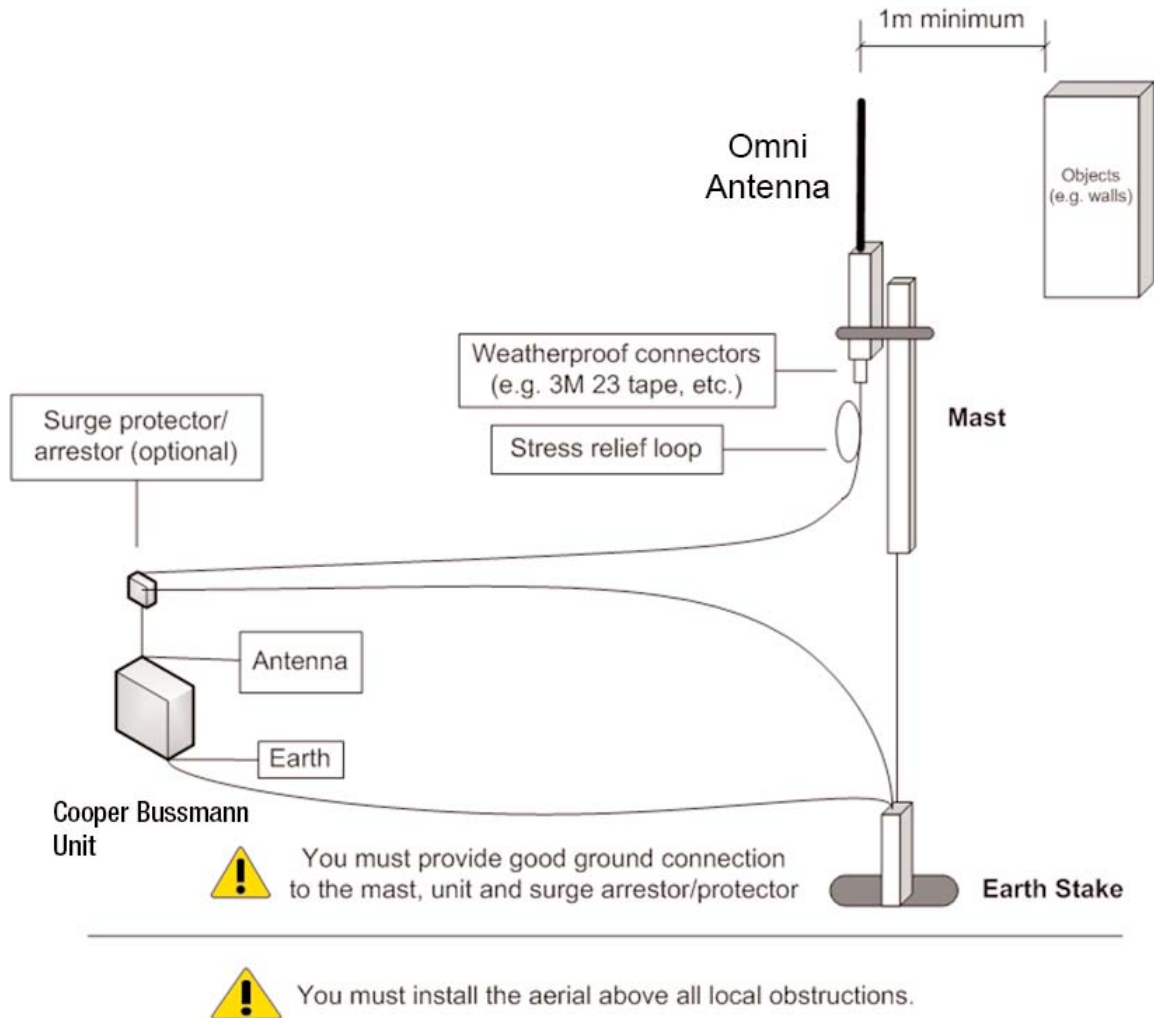 1m minimum
Omni
Antenna
Objects
(e.g. walls)
Weatherproof connectors
(e.g. 3M 23 tape, etc.)
Mast
Surge protector/
arrestor (optional)
Stress relief loop
Antenna
Earth
Cooper Bussmann
Unit
You must provide good ground connection
to the mast, unit and surge arrestor/protector
Earth Stake
You must install the aerial above all local obstructions.